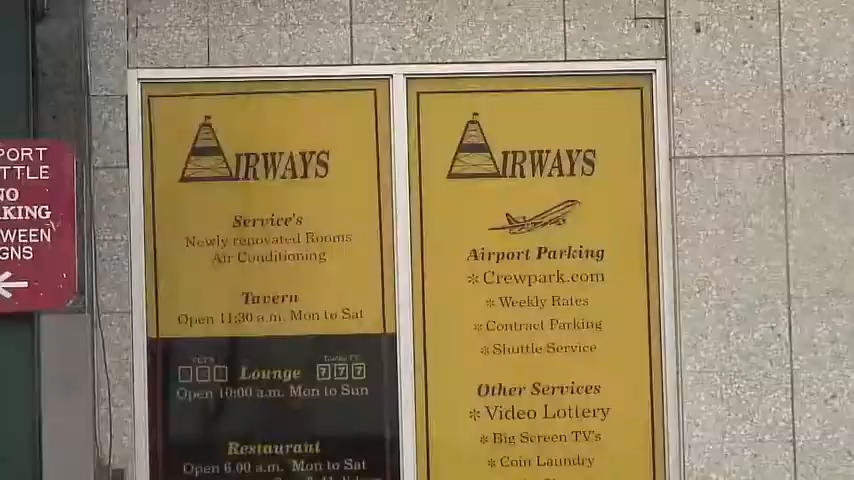 PORT
TTLE
NO
KING
WEEN
GNS
AIRWAYS
Service's
Newly renovated Rooms
Air Conditioning
Tavern
Open 11:30 a.m. Mon to Sat
777
Lounge
Open 10:00 a.m. Mon to Sun
Restaurant
Open 6:00 a.m. Mon to Sat
AIRWAYS
Airport Parking
* Crewpark.com
* Weekly Rates
* Contract Parking
* Shuttle Service
Other Services
* Video Lottery
* Big Screen TV's
* Coin Laundry